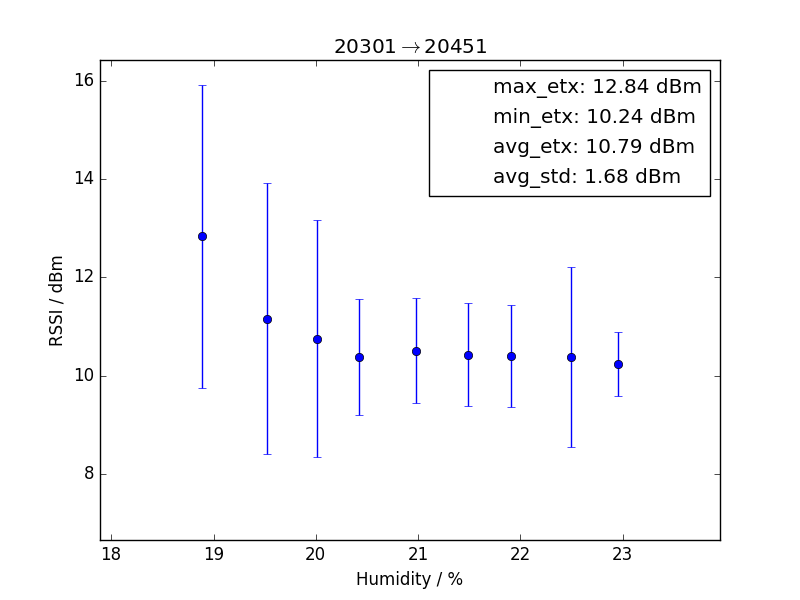 20301→20451
max_etx: 12.84 dBm
min_etx: 10.24 dBm
avg_etx: 10.79 dBm
avg_std: 1.68 dBm
RSSI / dBm
16
14
12
10
8
18 19 20 21 22 23
Humidity / %